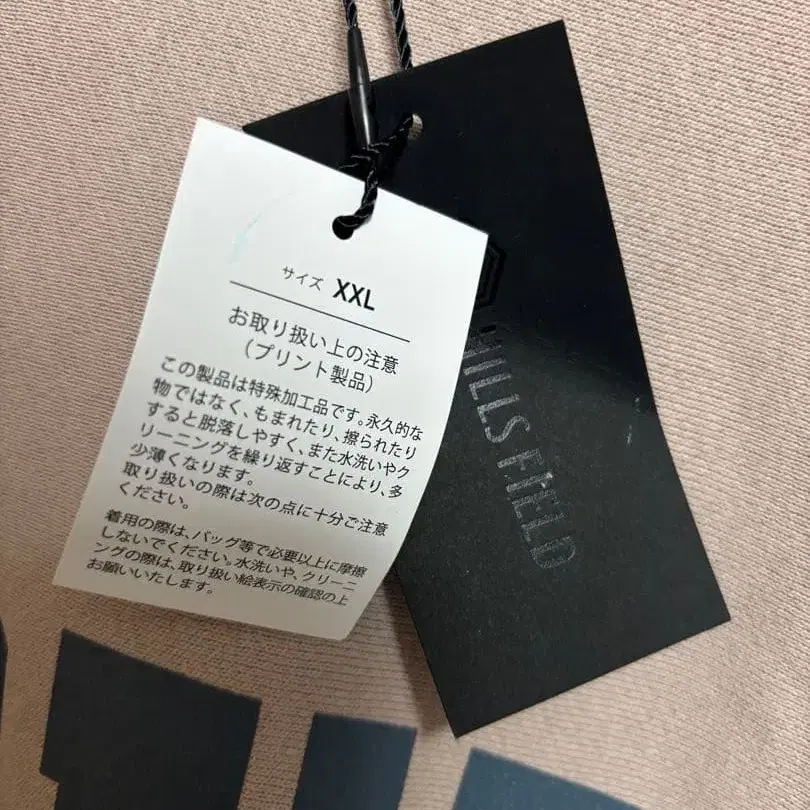 サイズ XXL
お取り扱い上の注意
（プリント製品）
この製品は特殊加工品です。永久的な
物ではなく、もまれたり、擦られたり
すると脱落しやすく、また水洗いやク
リーニングを繰り返すことにより、多
少薄くなります。
取り扱いの際は次の点に十分ご注意
ください。
着用の際は、バッグ等で必要以上に摩擦
しないでください。水洗いや、クリーニ
ングの際は、取り扱い絵表示の確認の上
お願いいたします。
HILLS FIELD